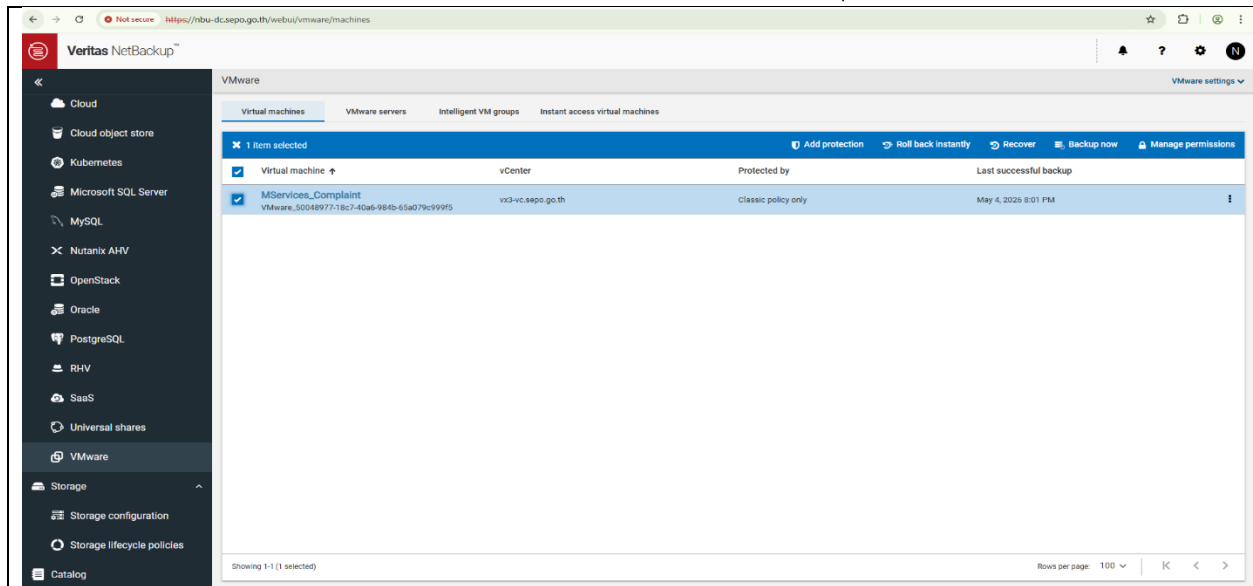 Not secure https://nbu-dc.sepo.go.th/webui/vmware/machines
Veritas NetBackup™
? N
VMware VMware settings
Cloud
Cloud object store
Kubernetes
Microsoft SQL Server
MySQL
Nutanix AHV
OpenStack
Oracle
PostgreSQL
RHV
SaaS
Universal shares
VMware
Storage
Storage configuration
Storage lifecycle policies
Catalog
Virtual machines VMware servers Intelligent VM groups Instant access virtual machines
1 item selected Add protection Roll back instantly Recover Backup now Manage permissions
Virtual machine vCenter Protected by Last successful backup
MServices_Complaint vx3-vc.sepo.go.th Classic policy only May 4, 2026 8:01 PM
VMware_50048977-18c7-40a6-984b-65a079c999f5
Showing 1-1 (1 selected) Rows per page: 100